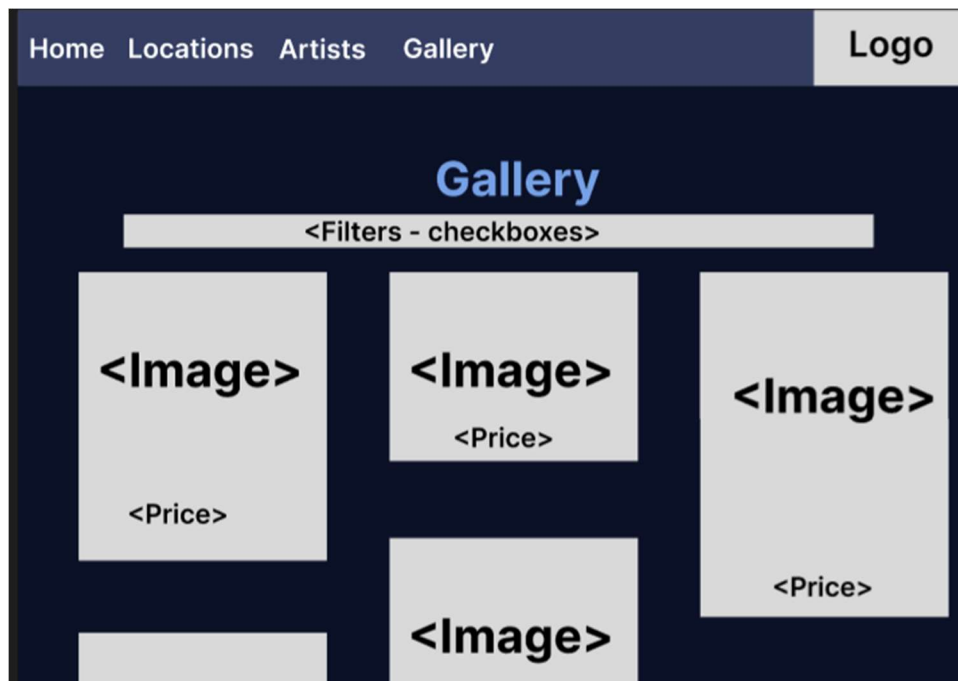 Home Locations Artists Gallery Logo
Gallery
<Filters - checkboxes>
<Image>
<Price>
<Image>
<Price>
<Image>
<Price>
<Image>